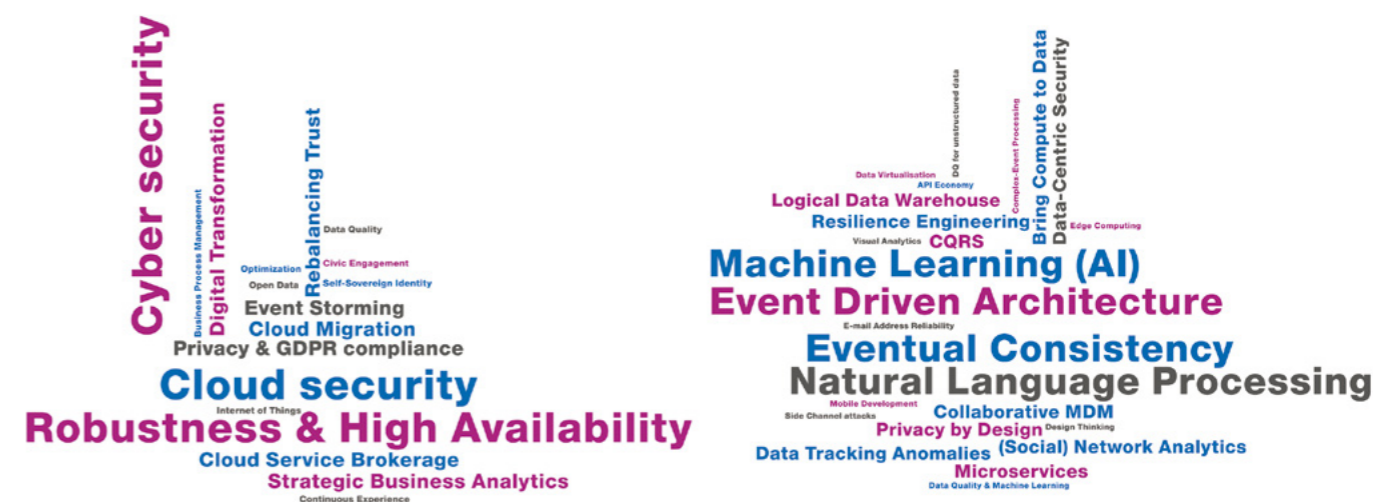 Cyber security
Business Process Management
Digital Transformation
Rebalancing Trust
Data Quality
Civic Engagement
Optimization
Self-Sovereign Identity
Open Data
Event Storming
Cloud Migration
Privacy & GDPR compliance
Cloud security
Internet of Things
Robustness & High Availability
Cloud Service Brokerage
Strategic Business Analytics
Continuous Experience
DQ for unstructured data
Complex-Event Processing
Bring Compute to Data
Data-Centric Security
Data Virtualisation
API Economy
Logical Data Warehouse
Resilience Engineering
Edge Computing
Visual Analytics
CQRS
Machine Learning (AI)
Event Driven Architecture
E-mail Address Reliability
Eventual Consistency
Natural Language Processing
Mobile Development
Side Channel attacks
Collaborative MDM
Privacy by Design
Design Thinking
Data Tracking Anomalies
(Social) Network Analytics
Microservices
Data Quality & Machine Learning